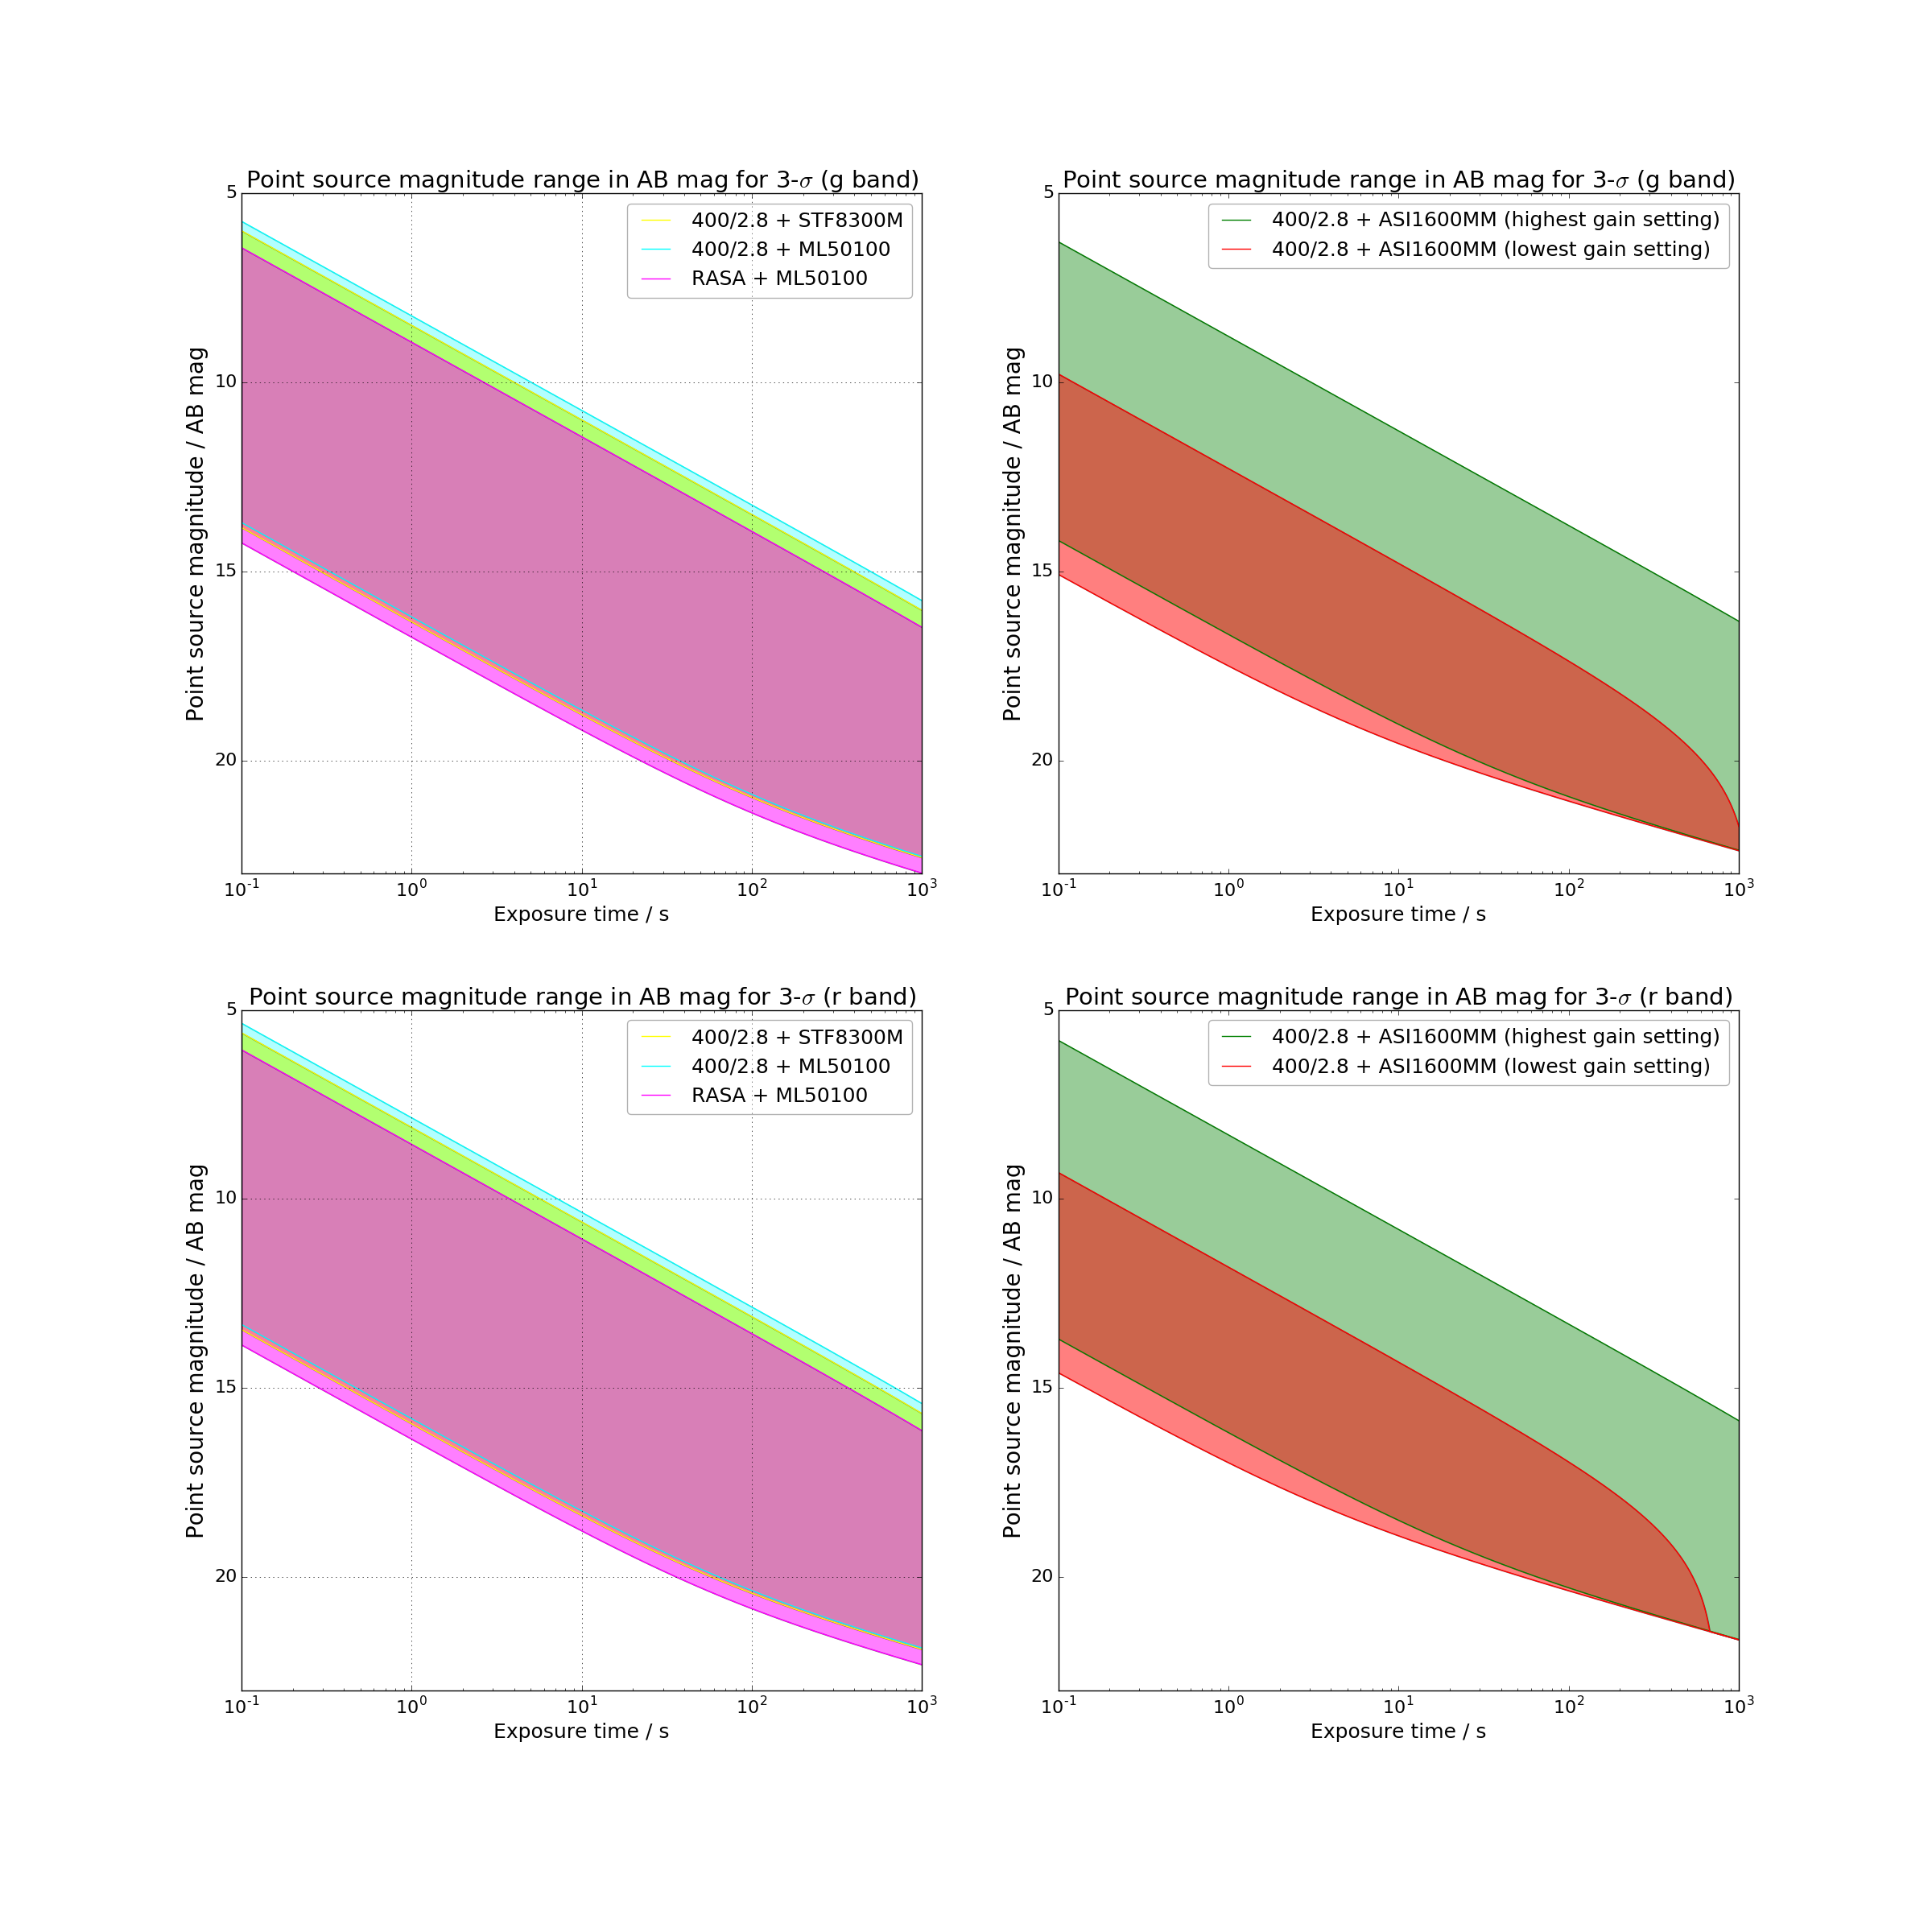 Point source magnitude range in AB mag for 3-σ (g band)
400/2.8 + STF8300M
400/2.8 + ML50100
RASA + ML50100
5
10
15
20
Point source magnitude / AB mag
10^-1 10^0 10^1 10^2 10^3
Exposure time / s
Point source magnitude range in AB mag for 3-σ (g band)
400/2.8 + ASI1600MM (highest gain setting)
400/2.8 + ASI1600MM (lowest gain setting)
5
10
15
20
Point source magnitude / AB mag
10^-1 10^0 10^1 10^2 10^3
Exposure time / s
Point source magnitude range in AB mag for 3-σ (r band)
400/2.8 + STF8300M
400/2.8 + ML50100
RASA + ML50100
5
10
15
20
Point source magnitude / AB mag
10^-1 10^0 10^1 10^2 10^3
Exposure time / s
Point source magnitude range in AB mag for 3-σ (r band)
400/2.8 + ASI1600MM (highest gain setting)
400/2.8 + ASI1600MM (lowest gain setting)
5
10
15
20
Point source magnitude / AB mag
10^-1 10^0 10^1 10^2 10^3
Exposure time / s